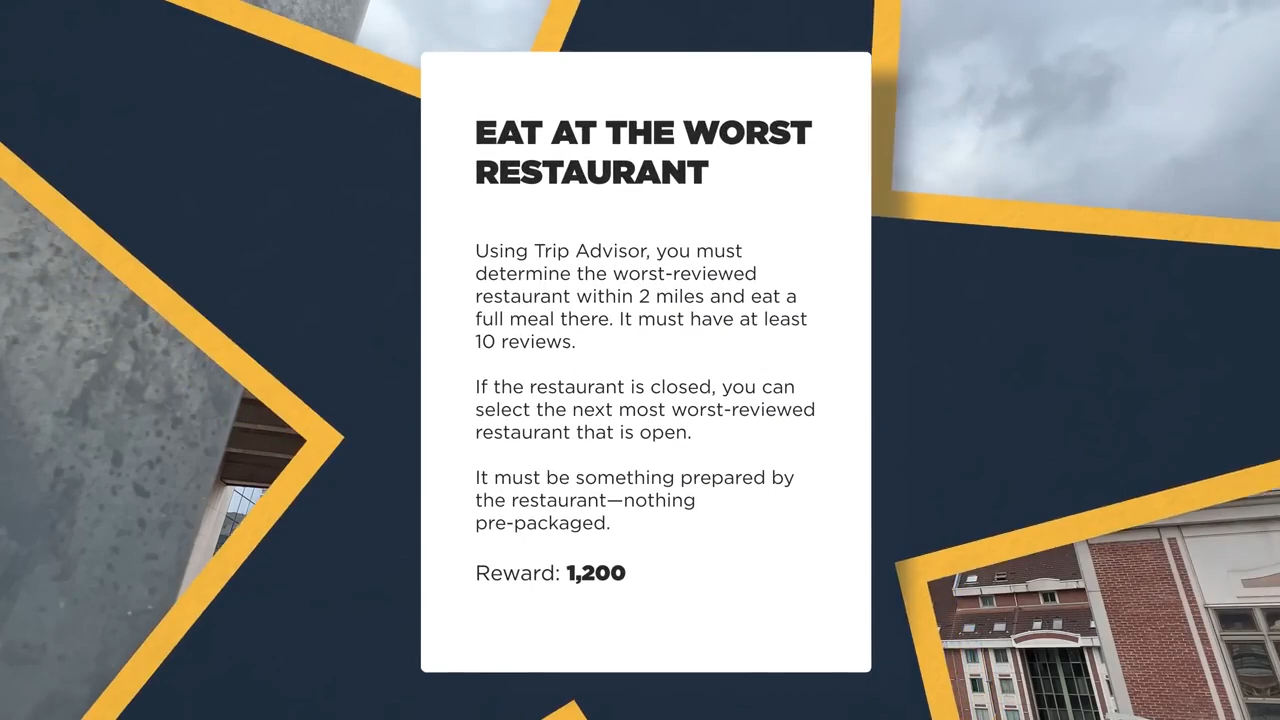 EAT AT THE WORST
RESTAURANT
Using Trip Advisor, you must
determine the worst-reviewed
restaurant within 2 miles and eat a
full meal there. It must have at least
10 reviews.
If the restaurant is closed, you can
select the next most worst-reviewed
restaurant that is open.
It must be something prepared by
the restaurant—nothing
pre-packaged.
Reward: 1,200